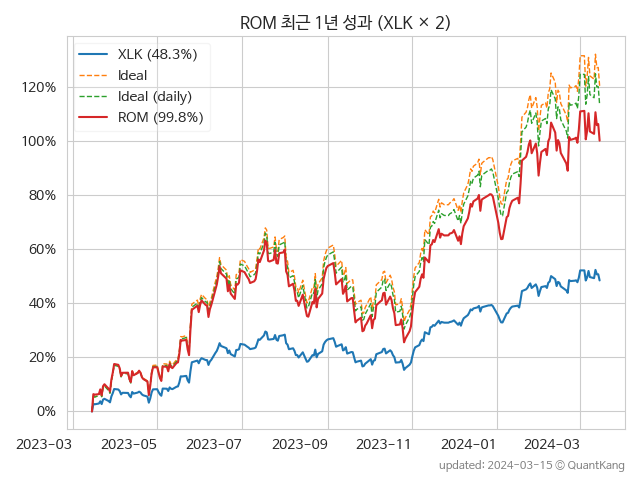 ROM 최근 1년 성과 (XLK × 2)
XLK (48.3%)
Ideal
Ideal (daily)
ROM (99.8%)
120%
100%
80%
60%
40%
20%
0%
2023-03 2023-05 2023-07 2023-09 2023-11 2024-01 2024-03
updated: 2024-03-15 © QuantKang